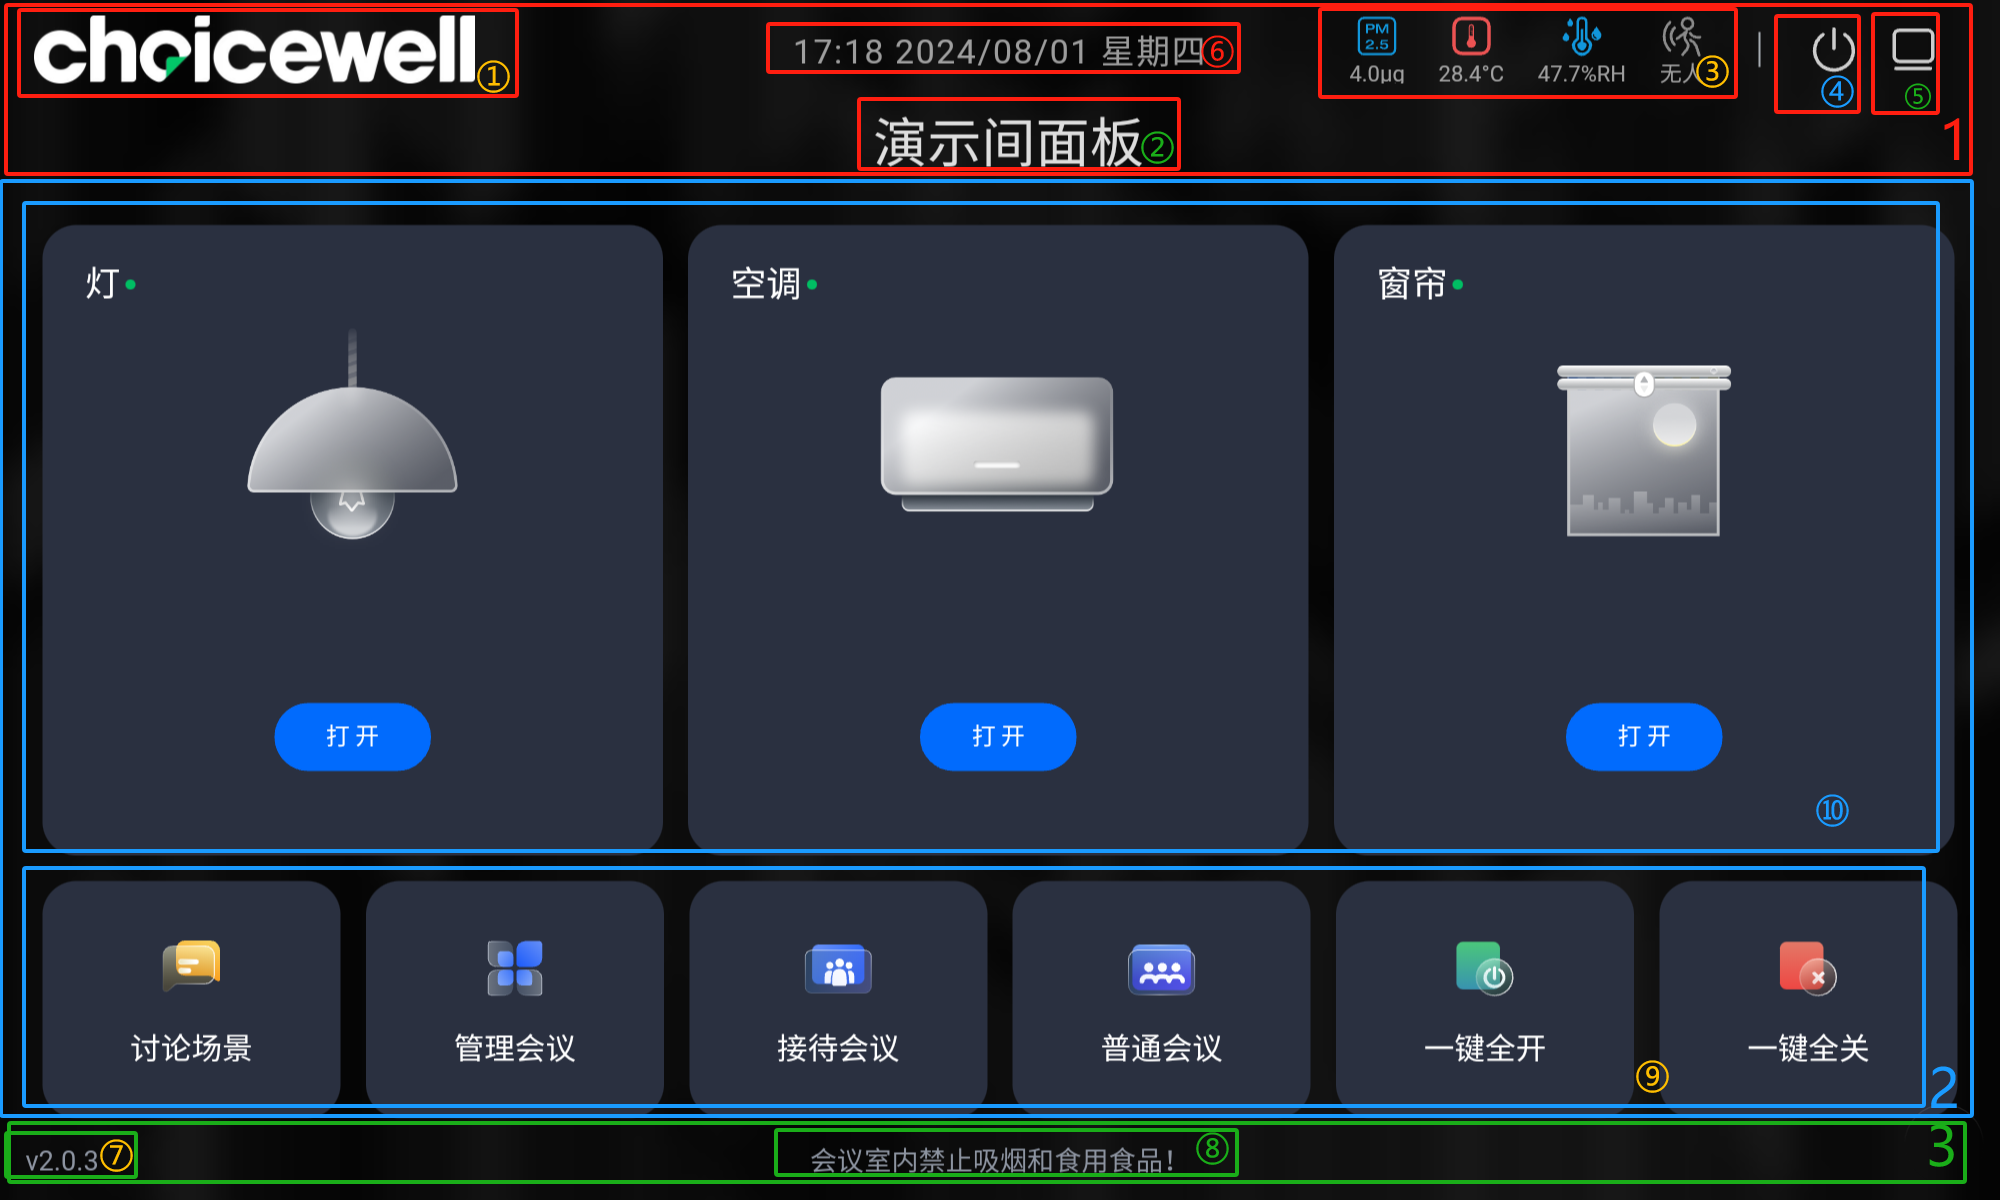 choicewell ①
17:18 2024/08/01 星期四 ⑥
PM 2.5
4.0μg 28.4°C 47.7%RH 无人 ③
④ ⑤
演示间面板 ②
1
灯 空调 窗帘
打开 打开 打开
⑩
讨论场景 管理会议 接待会议 普通会议 一键全开 一键全关
⑨
2
v2.0.3 ⑦ 会议室内禁止吸烟和食用食品! ⑧
3